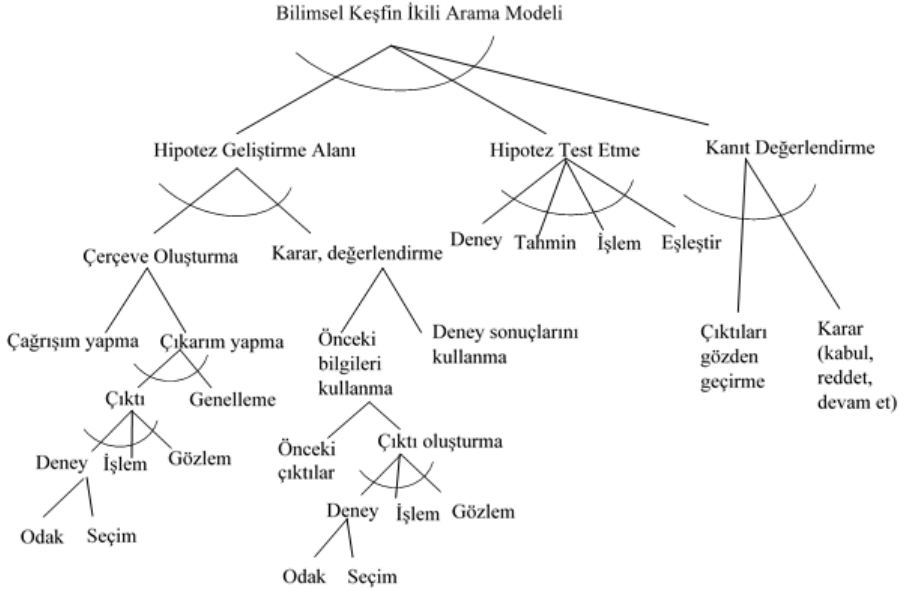 Bilimsel Keşfin İkili Arama Modeli
Hipotez Geliştirme Alanı
Hipotez Test Etme
Kanıt Değerlendirme
Çerçeve Oluşturma
Karar, değerlendirme
Deney
Tahmin
İşlem
Eşleştir
Çağrışım yapma
Çıkarım yapma
Önceki
bilgileri
kullanma
Deney sonuçlarını
kullanma
Çıktıları
gözden
geçirme
Karar
(kabul,
reddet,
devam et)
Çıktı
Genelleme
Önceki
çıktılar
Çıktı oluşturma
Deney
İşlem
Gözlem
Deney
İşlem
Gözlem
Odak
Seçim
Odak
Seçim